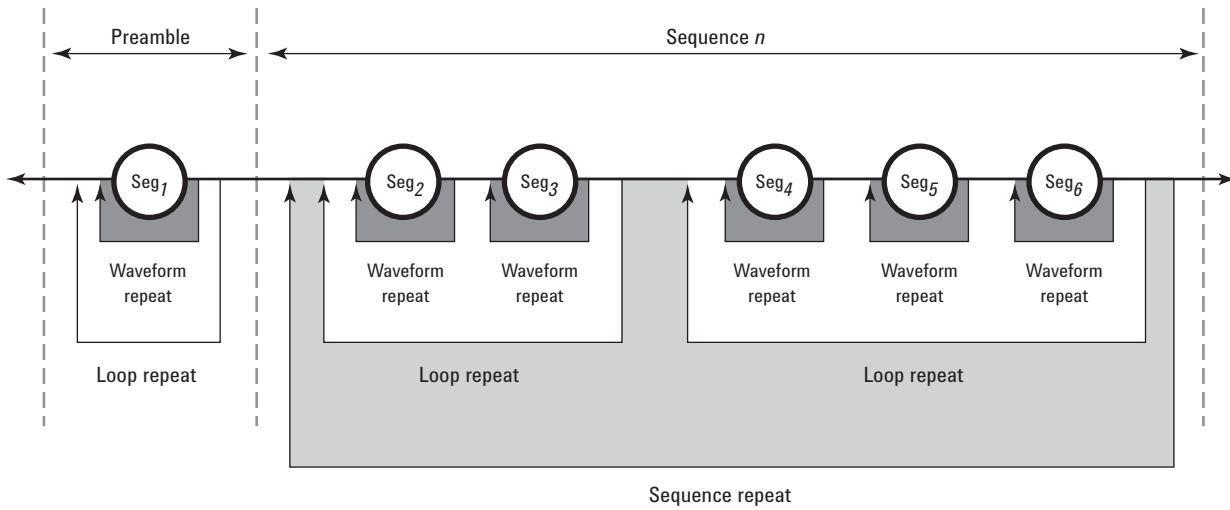 Preamble
Sequence n
Seg1
Seg2
Seg3
Seg4
Seg5
Seg6
Waveform
repeat
Waveform
repeat
Waveform
repeat
Waveform
repeat
Waveform
repeat
Waveform
repeat
Loop repeat
Loop repeat
Loop repeat
Sequence repeat